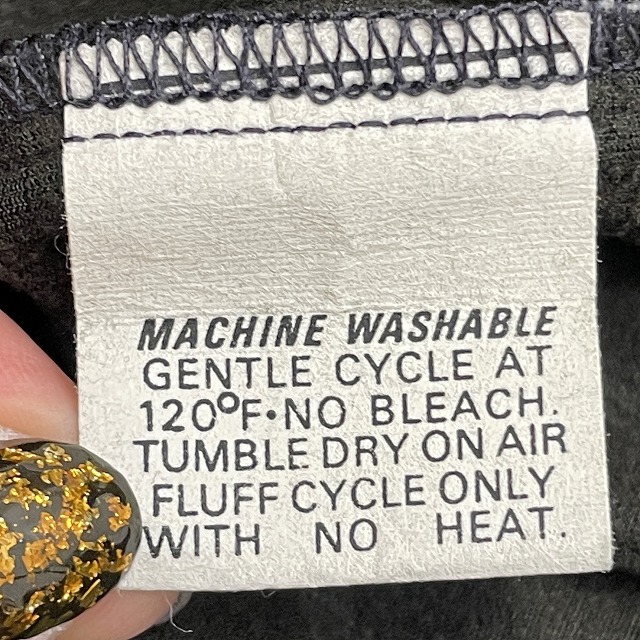 MACHINE WASHABLE
GENTLE CYCLE AT
120°F•NO BLEACH.
TUMBLE DRY ON AIR
FLUFF CYCLE ONLY
WITH NO HEAT.